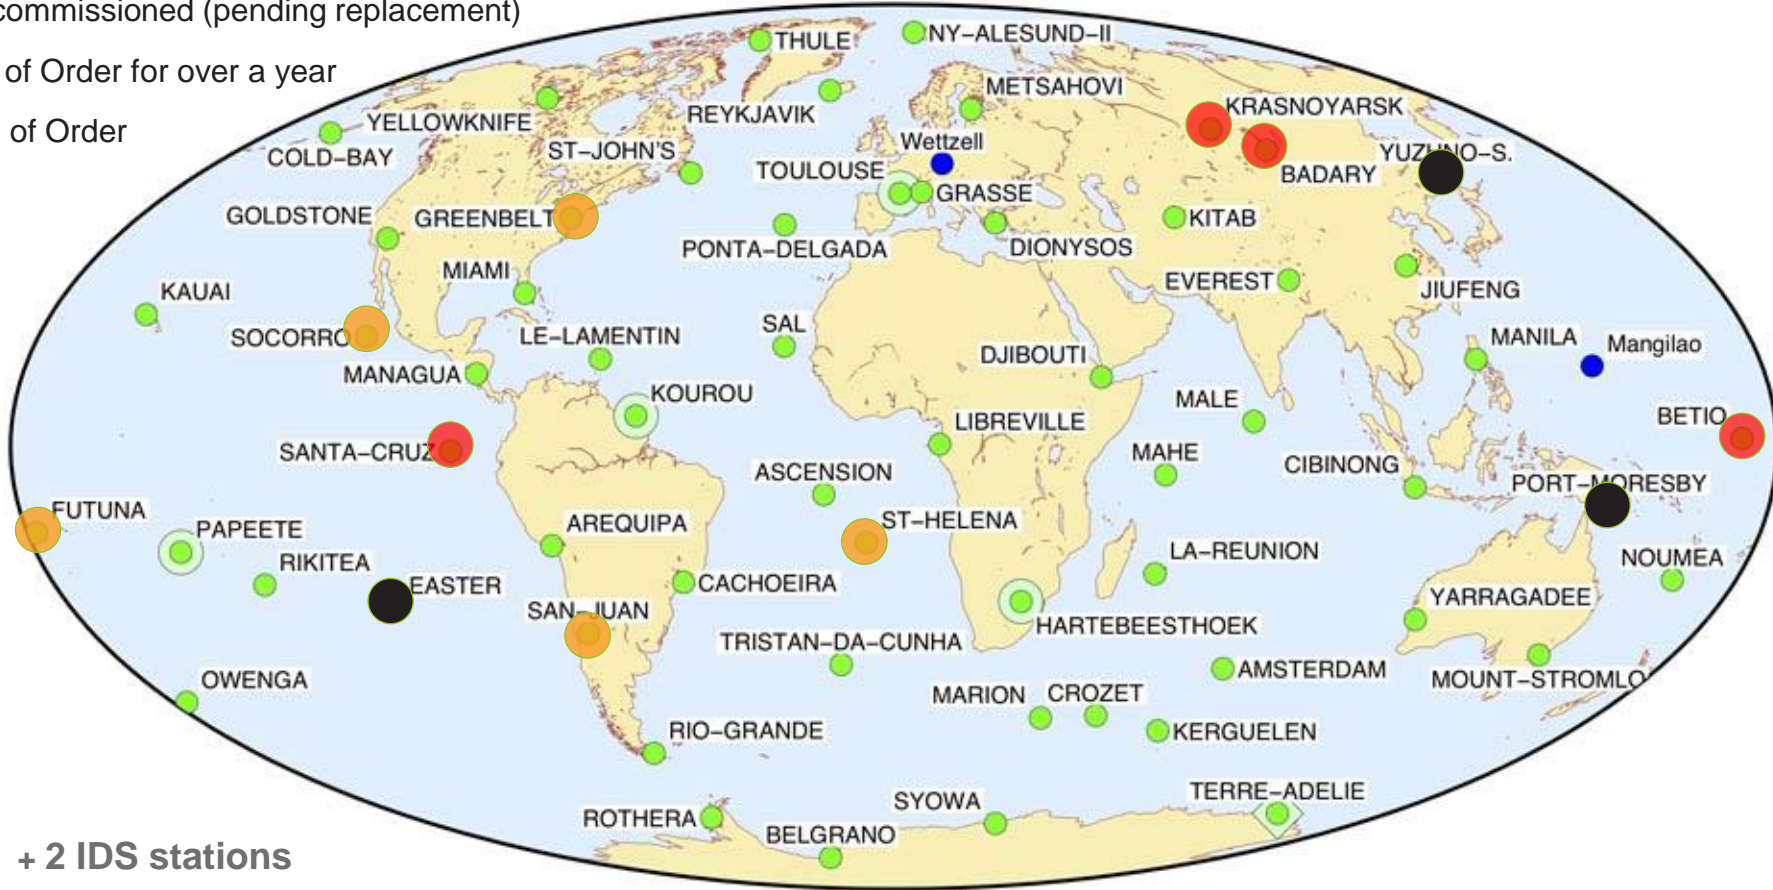 commissioned (pending replacement)
of Order for over a year
of Order
THULE
NY-ALESUND-II
METSAHOVI
REYKJAVIK
KRASNOYARSK
YELLOWKNIFE
COLD-BAY
ST-JOHN'S
Wettzell
TOULOUSE
YUZHNO-S.
BADARY
GOLDSTONE
GREENBELT
GRASSE
KITAB
PONTA-DELGADA
DIONYSOS
MIAMI
EVEREST
KAUAI
JIUFENG
SOCORRO
LE-LAMENTIN
SAL
MANILA
Mangilao
MANAGUA
DJIBOUTI
KOUROU
MALE
LIBREVILLE
BETIO
SANTA-CRUZ
ASCENSION
MAHE
CIBINONG
PORT-MORESBY
FUTUNA
PAPEETE
AREQUIPA
ST-HELENA
RIKITEA
LA-REUNION
NOUMEA
EASTER
CACHOEIRA
SAN-JUAN
YARRAGADEE
HARTEBEESTHOEK
TRISTAN-DA-CUNHA
OWENGA
AMSTERDAM
MOUNT-STROMLO
MARION
CROZET
RIO-GRANDE
KERGUELEN
TERRE-ADELIE
SYOWA
ROTHERA
BELGRANO
+ 2 IDS stations